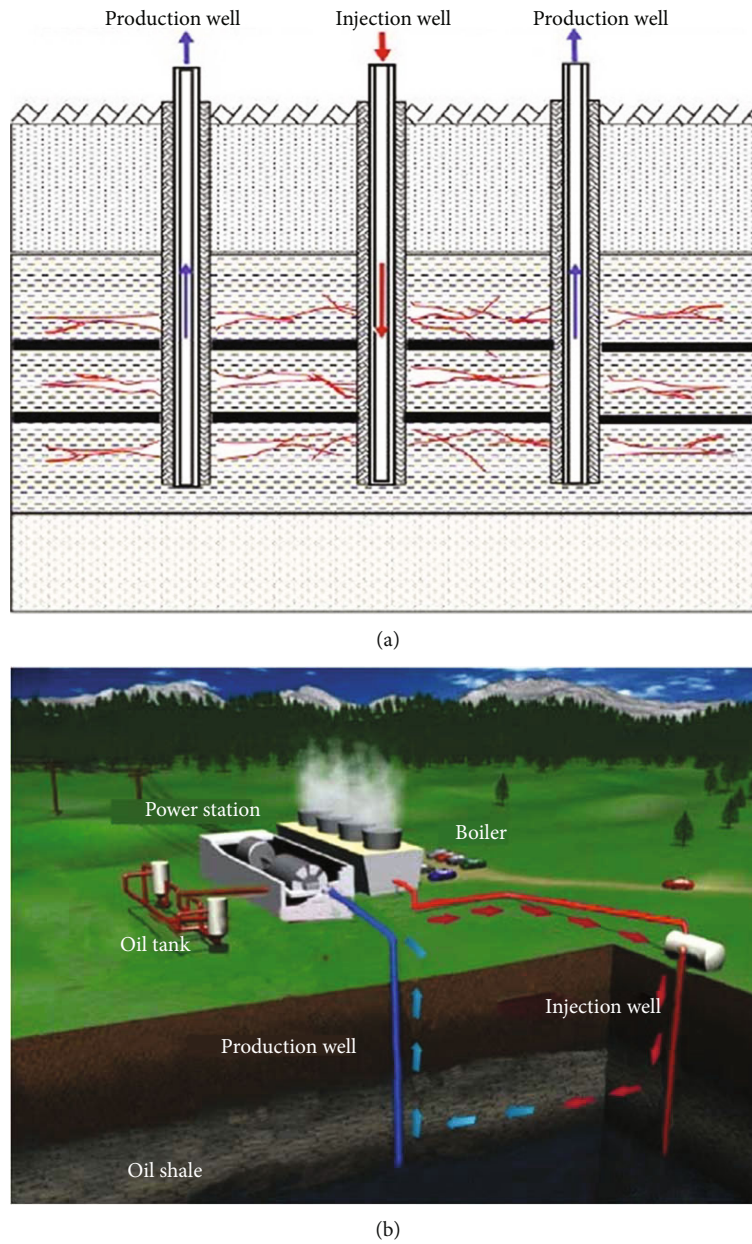 Production well Injection well Production well
(a)
Power station
Boiler
Oil tank
Injection well
Production well
Oil shale
(b)